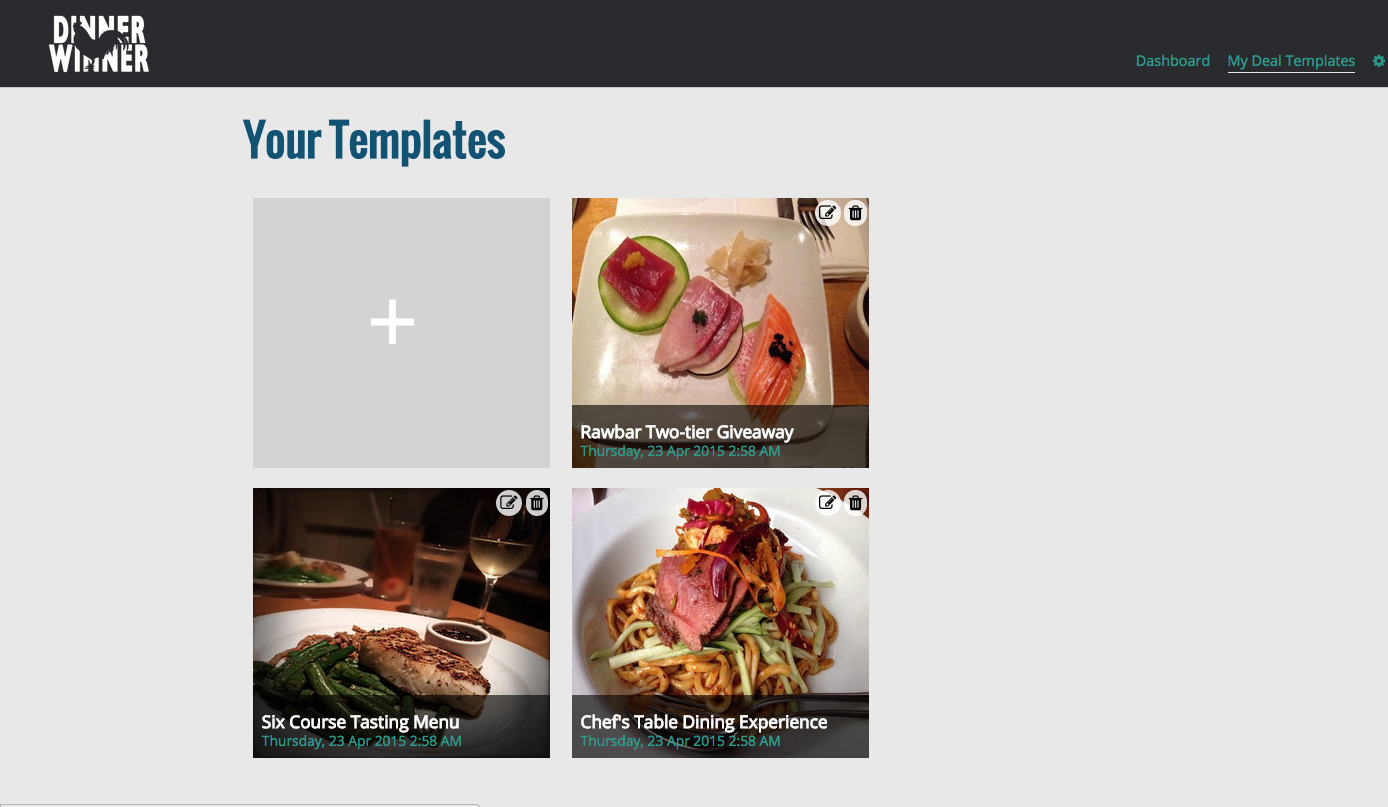 DINNER
WINNER
Dashboard My Deal Templates
Your Templates
Rawbar Two-tier Giveaway
Thursday, 23 Apr 2015 2:58 AM
Six Course Tasting Menu
Thursday, 23 Apr 2015 2:58 AM
Chef's Table Dining Experience
Thursday, 23 Apr 2015 2:58 AM